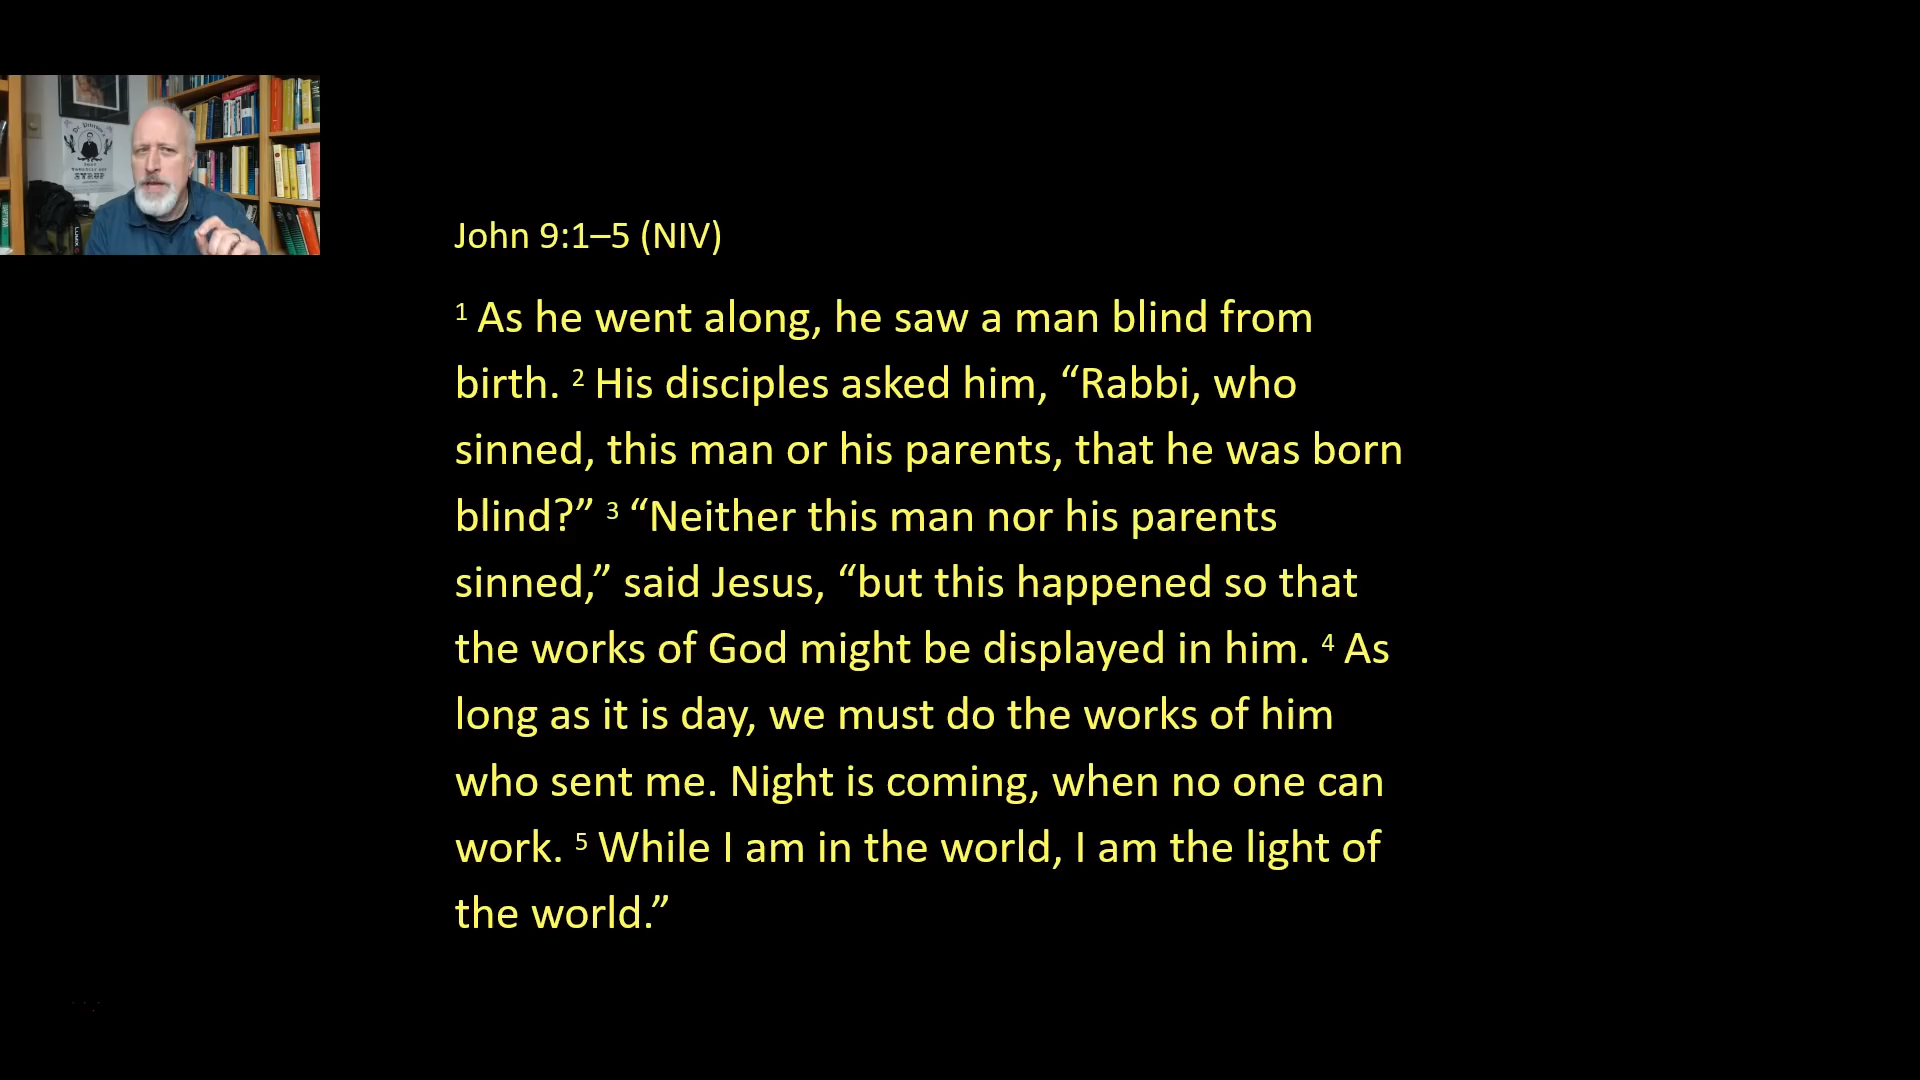 John 9:1–5 (NIV)
1 As he went along, he saw a man blind from
birth. 2 His disciples asked him, “Rabbi, who
sinned, this man or his parents, that he was born
blind?” 3 “Neither this man nor his parents
sinned,” said Jesus, “but this happened so that
the works of God might be displayed in him. 4 As
long as it is day, we must do the works of him
who sent me. Night is coming, when no one can
work. 5 While I am in the world, I am the light of
the world.”